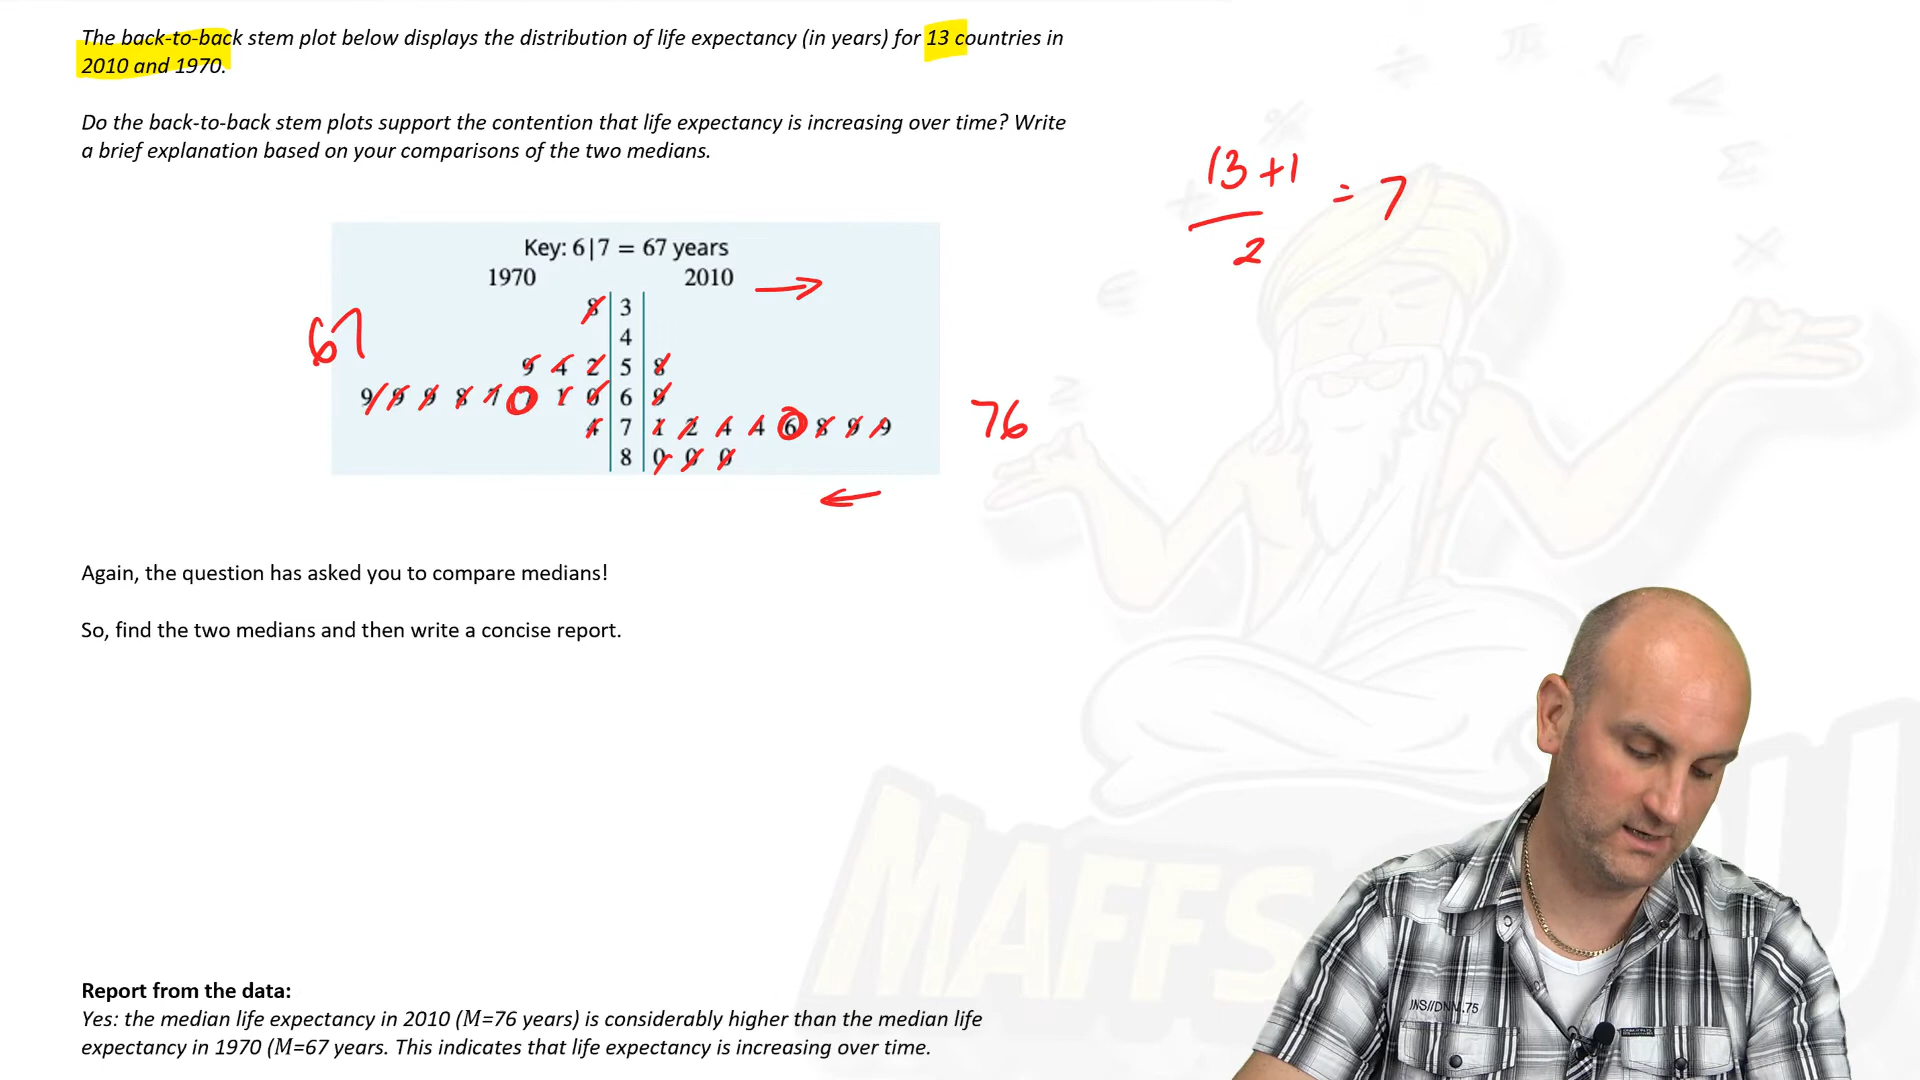 The back-to-back stem plot below displays the distribution of life expectancy (in years) for 13 countries in
2010 and 1970.
Do the back-to-back stem plots support the contention that life expectancy is increasing over time? Write
a brief explanation based on your comparisons of the two medians.
13 + 1
2
= 7
Key: 6|7 = 67 years
1970 2010
8 3
4
67
9 4 2 5 8
9 9 9 8 7 7 1 0 6 9
4 7 1 2 4 4 6 8 9 9
76
8 0 0 0
Again, the question has asked you to compare medians!
So, find the two medians and then write a concise report.
MAFFS
Report from the data:
Yes: the median life expectancy in 2010 (M=76 years) is considerably higher than the median life
expectancy in 1970 (M=67 years. This indicates that life expectancy is increasing over time.